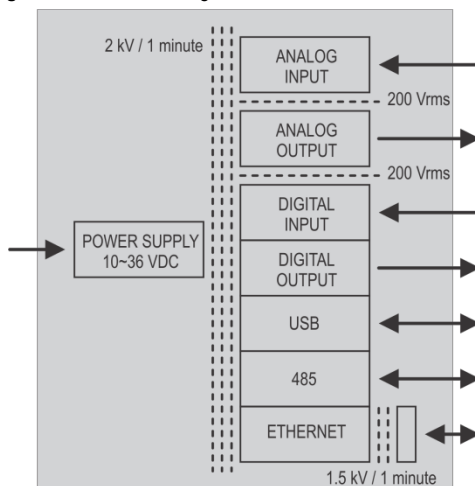 2 kV / 1 minute
ANALOG
INPUT
200 Vrms
ANALOG
OUTPUT
200 Vrms
DIGITAL
INPUT
POWER SUPPLY
10~36 VDC
DIGITAL
OUTPUT
USB
485
ETHERNET
1.5 kV / 1 minute